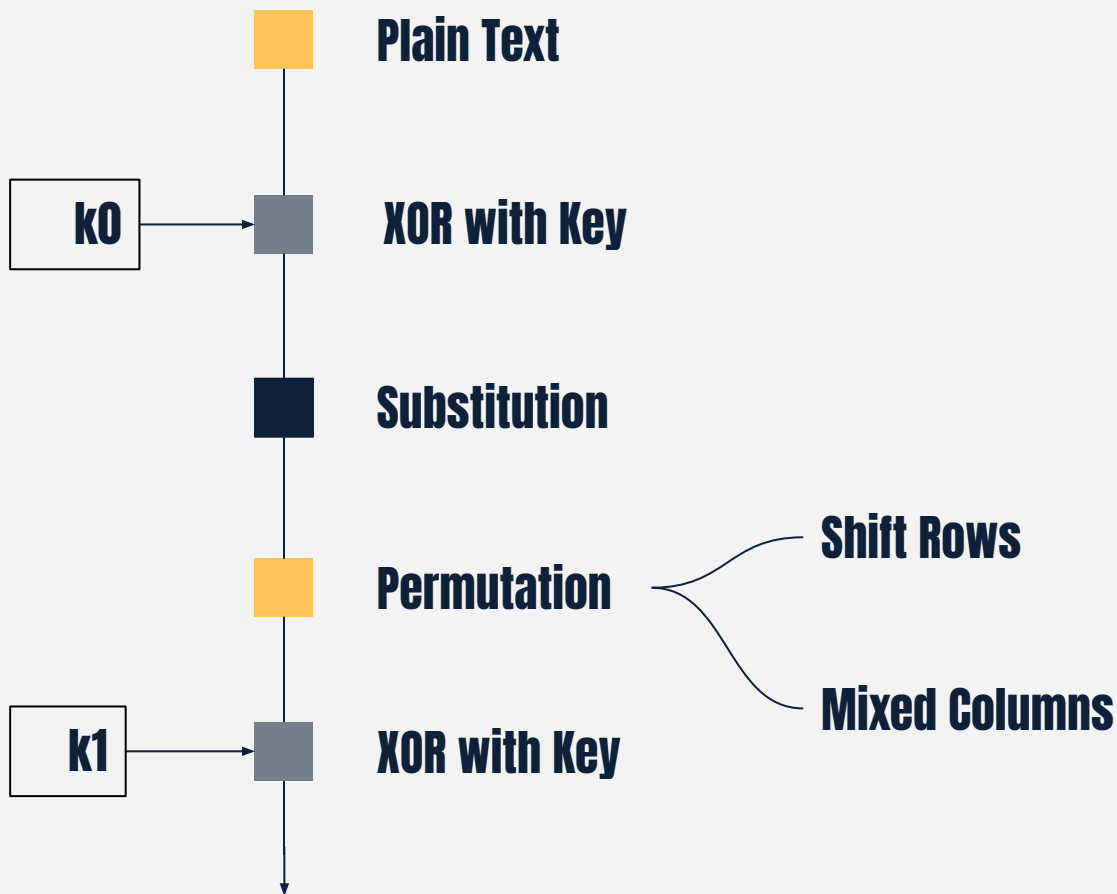 Plain Text
k0
XOR with Key
Substitution
Permutation
Shift Rows
Mixed Columns
k1
XOR with Key